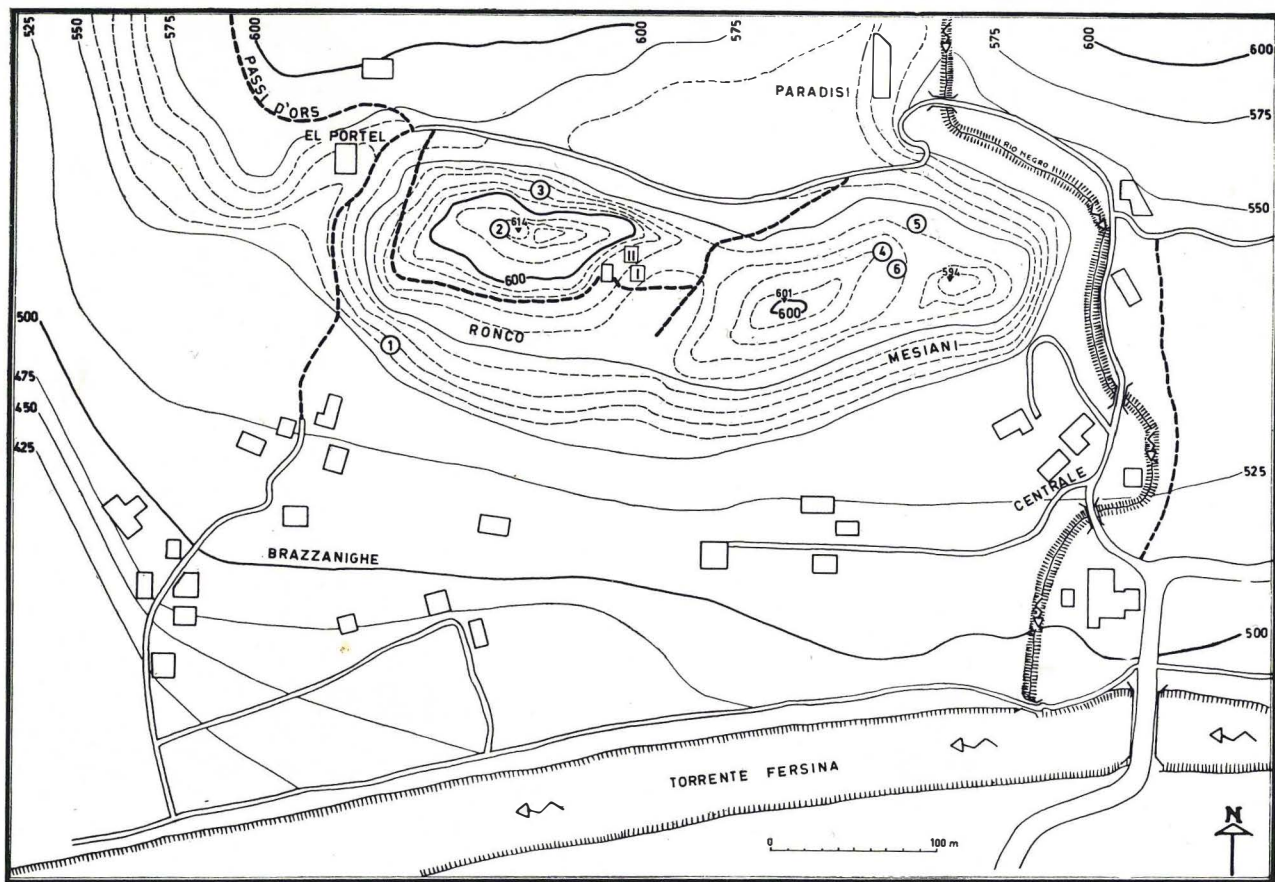 525
550
575
600
600
575
575
600
600
PASSI D'ORS
PARADISI
575
EL PORTEL
RIO NEGRO
550
3
2
614
5
4
II
6
I
594
550
600
601
600
500
RONCO
1
MESIANI
475
450
425
525
CENTRALE
BRAZZANIGHE
500
TORRENTE FERSINA
N
0
100 m